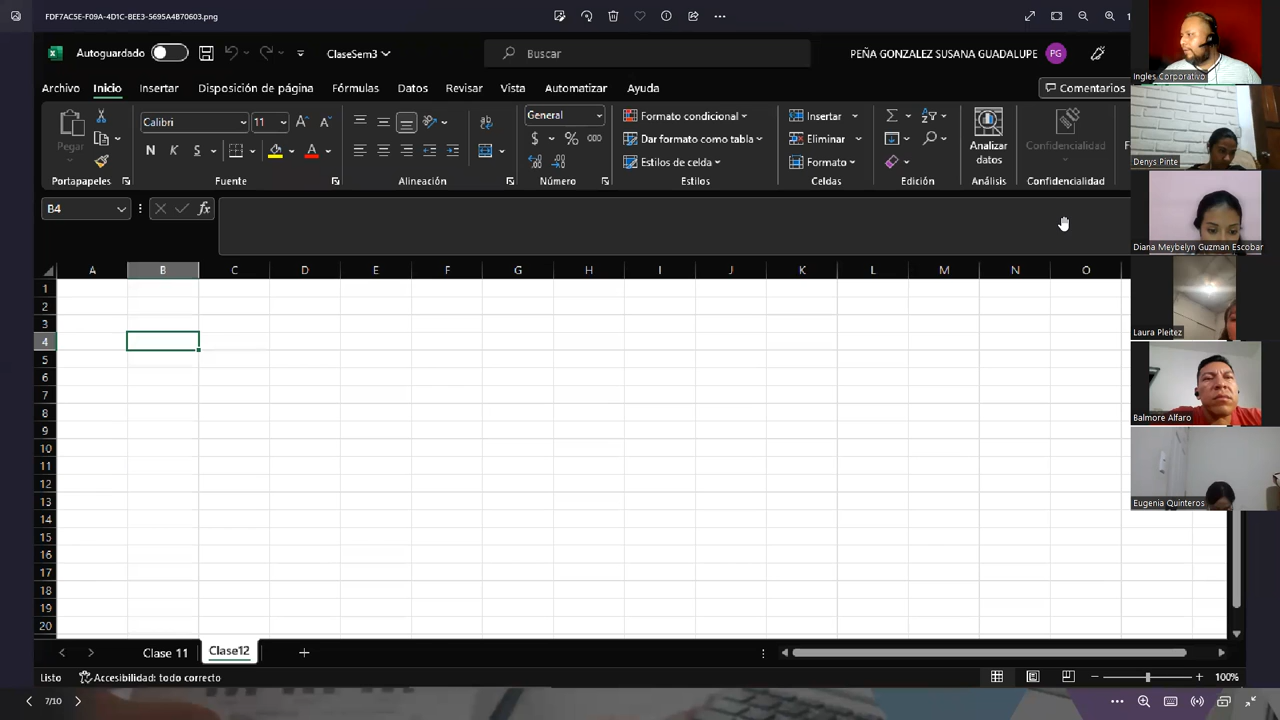 FDF7AC5E-F09A-4D1C-BEE3-5695A4B70603.png
Autoguardado
ClaseSem3
Buscar
PEÑA GONZALEZ SUSANA GUADALUPE
PG
Archivo Inicio Insertar Disposición de página Fórmulas Datos Revisar Vista Automatizar Ayuda
Comentarios
Pegar
Calibri 11
N K S
General
$ % 000
Formato condicional
Dar formato como tabla
Estilos de celda
Insertar
Eliminar
Formato
Analizar
datos
Confidencialidad
Portapapeles Fuente Alineación Número Estilos Celdas Edición Análisis Confidencialidad
B4
fx
A B C D E F G H I J K L M N O
1
2
3
4
5
6
7
8
9
10
11
12
13
14
15
16
17
18
19
20
Clase 11 Clase12
Listo
Accesibilidad: todo correcto
100%
7/10
Ingles Corporativo
Denys Pinte
Diana Meybelyn Guzman Escobar
Laura Pleitez
Balmore Alfaro
Eugenia Quinteros